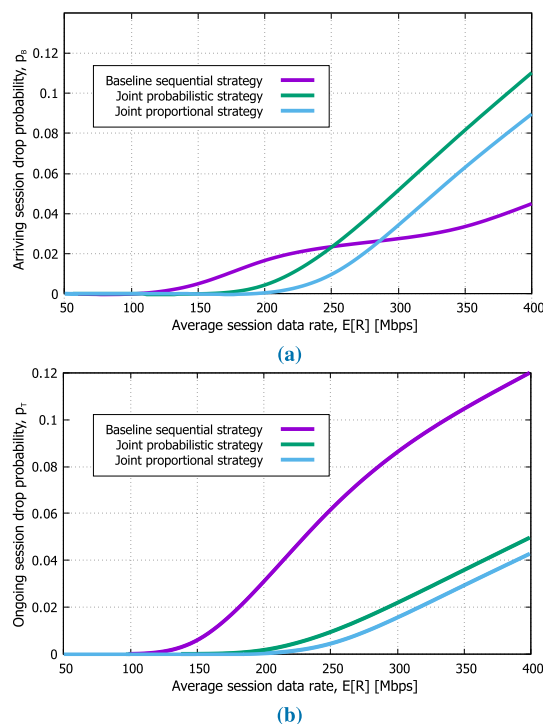 0.12
0.1
0.08
0.06
0.04
0.02
0
Arriving session drop probability, pB
Baseline sequential strategy
Joint probabilistic strategy
Joint proportional strategy
50 100 150 200 250 300 350 400
Average session data rate, E[R] [Mbps]
(a)
0.12
0.1
0.08
0.06
0.04
0.02
0
Ongoing session drop probability, pT
Baseline sequential strategy
Joint probabilistic strategy
Joint proportional strategy
50 100 150 200 250 300 350 400
Average session data rate, E[R] [Mbps]
(b)